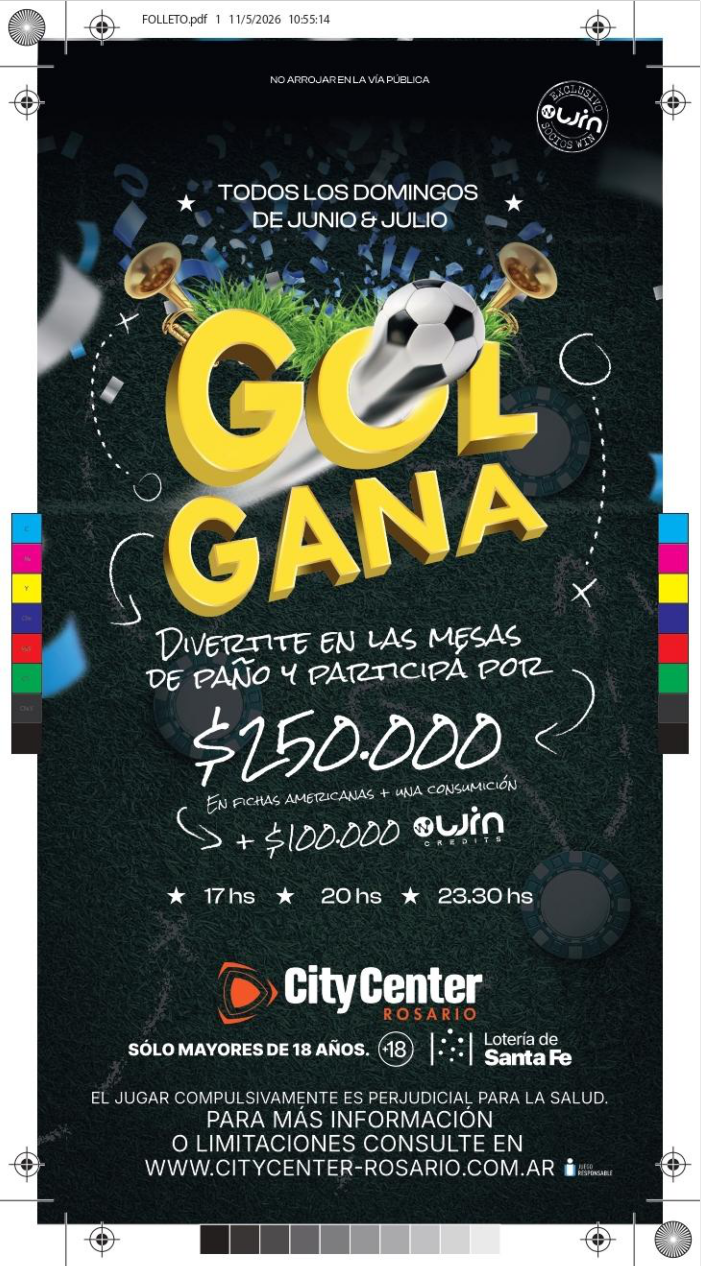 FOLLETO.pdf 1 11/5/2026 10:55:14
NO ARROJAR EN LA VÍA PÚBLICA
EXCLUSIVO
win
SOCIOS WIN
TODOS LOS DOMINGOS
DE JUNIO & JULIO
GOL
GANA
DIVERTITE EN LAS MESAS
DE PAÑO Y PARTICIPÁ POR
$250.000
EN FICHAS AMERICANAS + UNA CONSUMICIÓN
+ $100.000 win
CREDITS
17 hs 20 hs 23.30 hs
City Center
ROSARIO
SÓLO MAYORES DE 18 AÑOS. +18
Lotería de
Santa Fe
EL JUGAR COMPULSIVAMENTE ES PERJUDICIAL PARA LA SALUD.
PARA MÁS INFORMACIÓN
O LIMITACIONES CONSULTE EN
WWW.CITYCENTER-ROSARIO.COM.AR
JUEGO
RESPONSABLE